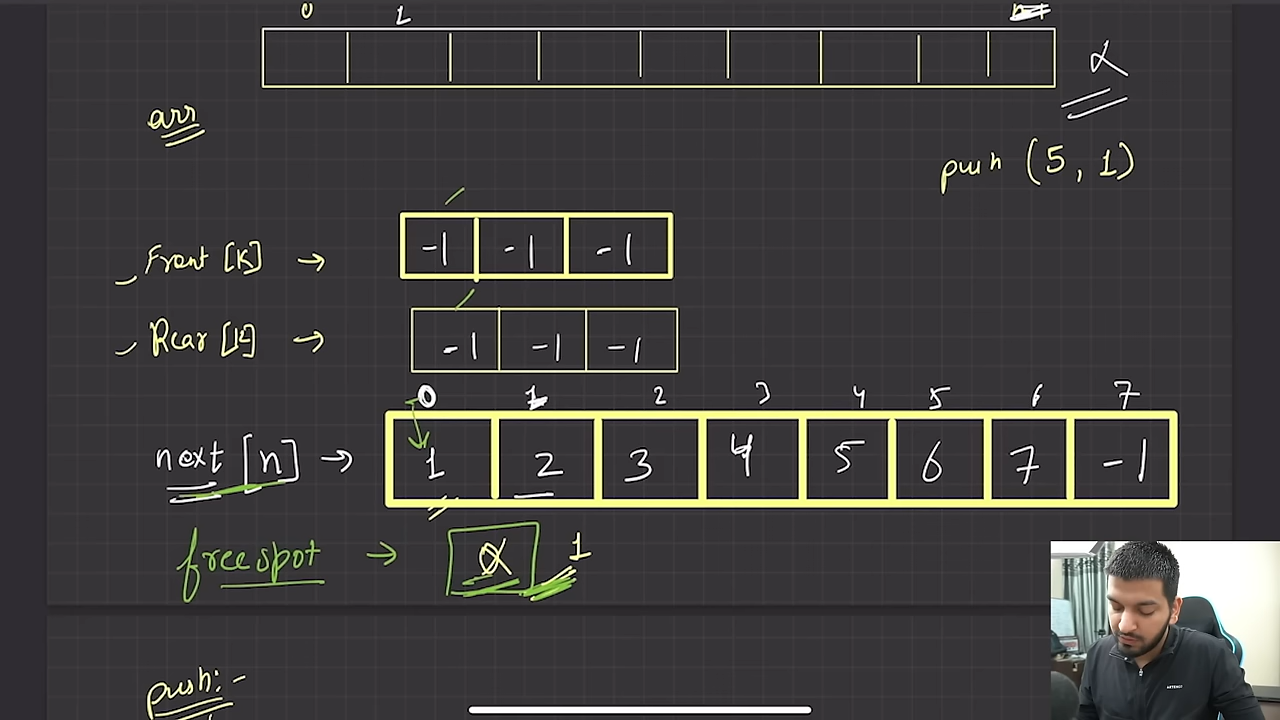 0 1
arr
push (5, 1)
Front [K] → -1 -1 -1
Rear [K] → -1 -1 -1
0 1 2 3 4 5 6 7
next [n] → 1 2 3 4 5 6 7 -1
freespot → 0 1
push:-